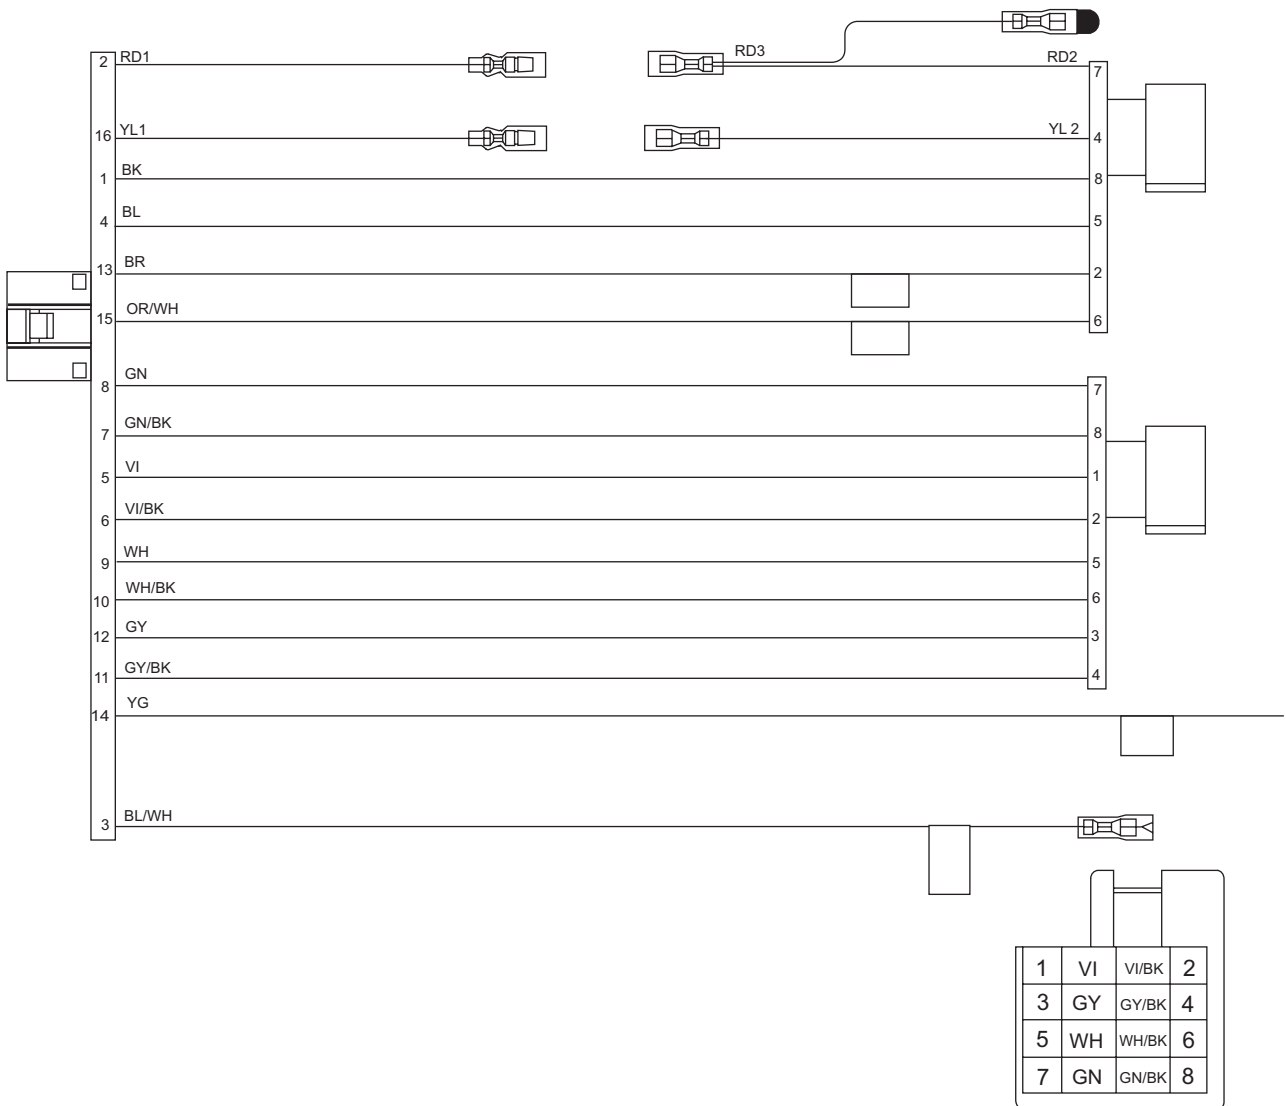 RD3
2 RD1 RD2 7
16 YL1 YL 2 4
1 BK 8
4 BL 5
13 BR 2
15 OR/WH 6
8 GN 7
7 GN/BK 8
5 VI 1
6 VI/BK 2
9 WH 5
10 WH/BK 6
12 GY 3
11 GY/BK 4
14 YG
3 BL/WH
1 VI VI/BK 2
3 GY GY/BK 4
5 WH WH/BK 6
7 GN GN/BK 8